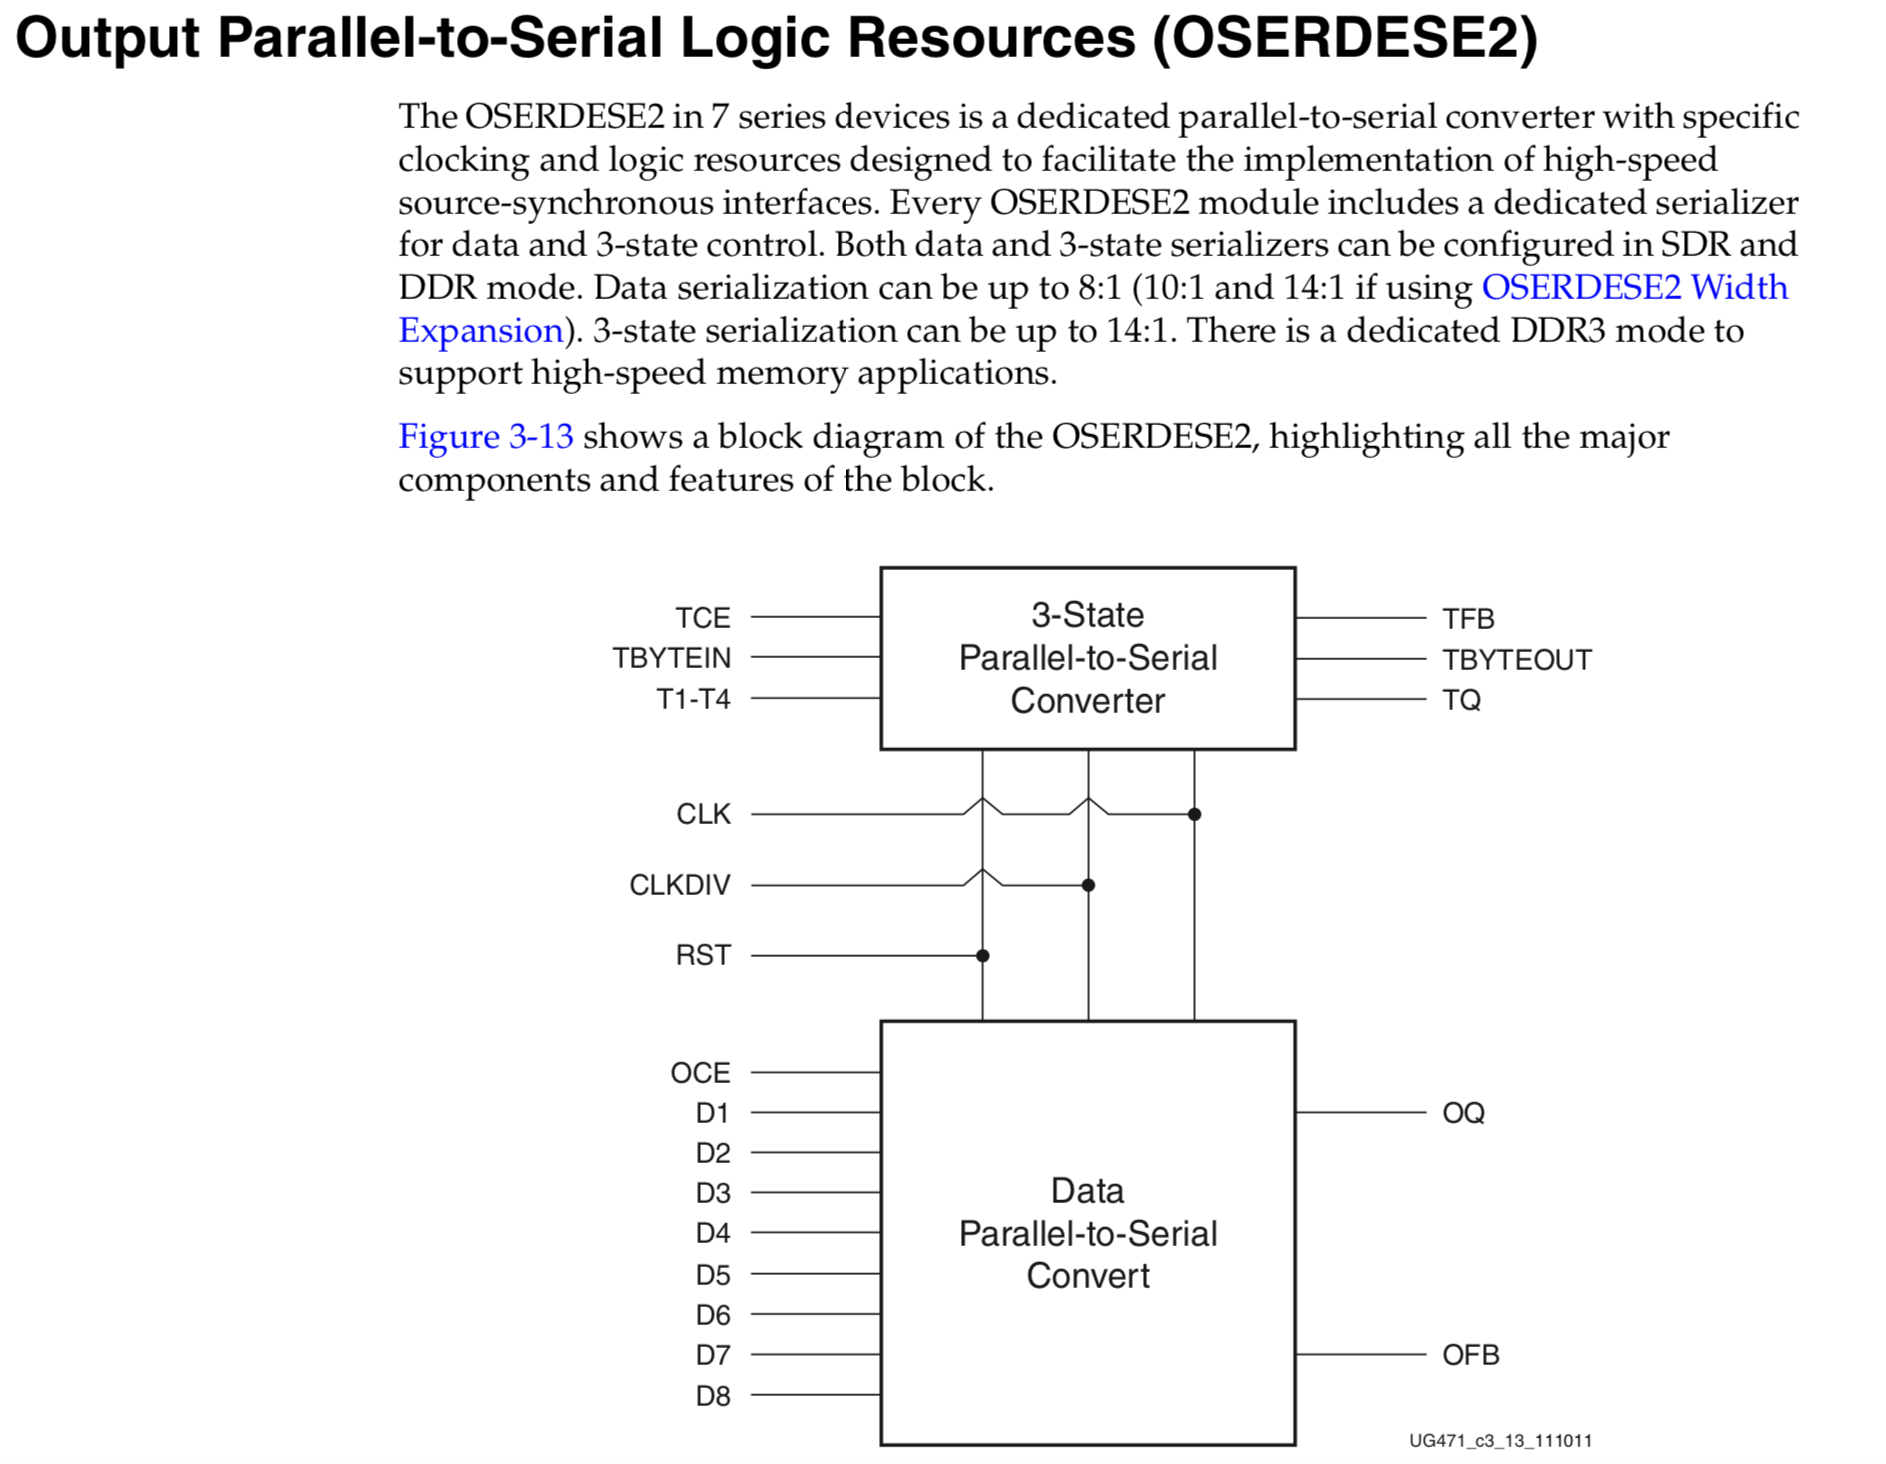 Output Parallel-to-Serial Logic Resources (OSERDESE2)
The OSERDESE2 in 7 series devices is a dedicated parallel-to-serial converter with specific
clocking and logic resources designed to facilitate the implementation of high-speed
source-synchronous interfaces. Every OSERDESE2 module includes a dedicated serializer
for data and 3-state control. Both data and 3-state serializers can be configured in SDR and
DDR mode. Data serialization can be up to 8:1 (10:1 and 14:1 if using OSERDESE2 Width
Expansion). 3-state serialization can be up to 14:1. There is a dedicated DDR3 mode to
support high-speed memory applications.
Figure 3-13 shows a block diagram of the OSERDESE2, highlighting all the major
components and features of the block.
TCE
TBYTEIN
T1-T4
3-State
Parallel-to-Serial
Converter
TFB
TBYTEOUT
TQ
CLK
CLKDIV
RST
OCE
D1
D2
D3
D4
D5
D6
D7
D8
Data
Parallel-to-Serial
Convert
OQ
OFB
UG471_c3_13_111011